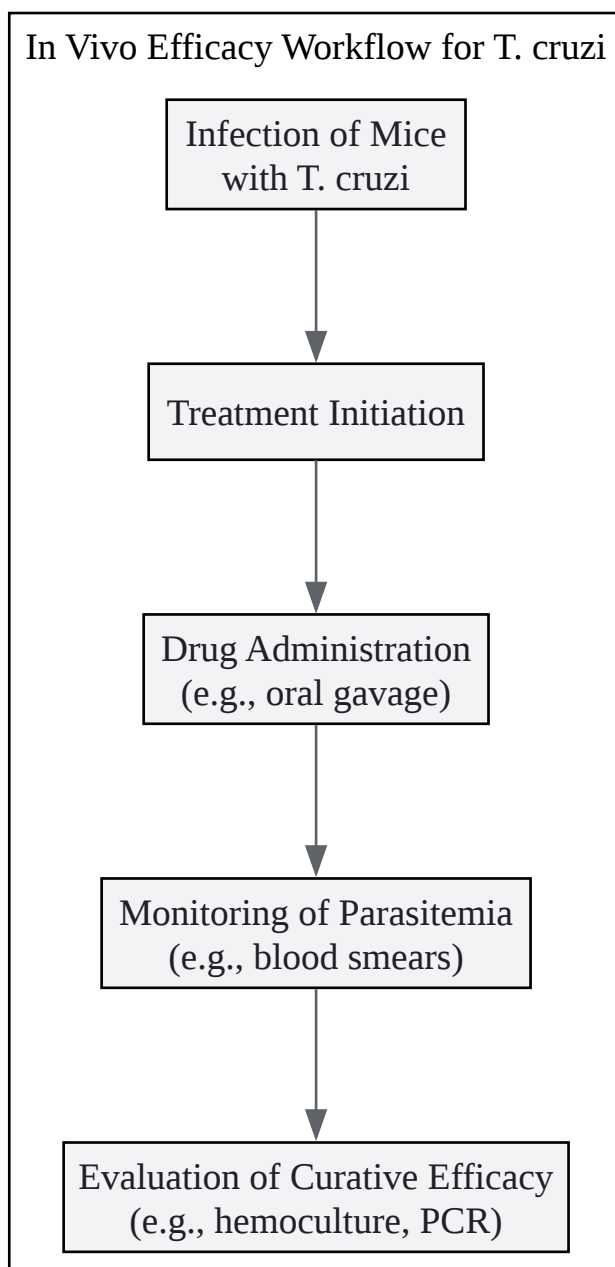 In Vivo Efficacy Workflow for T. cruzi
Infection of Mice
with T. cruzi
Treatment Initiation
Drug Administration
(e.g., oral gavage)
Monitoring of Parasitemia
(e.g., blood smears)
Evaluation of Curative Efficacy
(e.g., hemoculture, PCR)